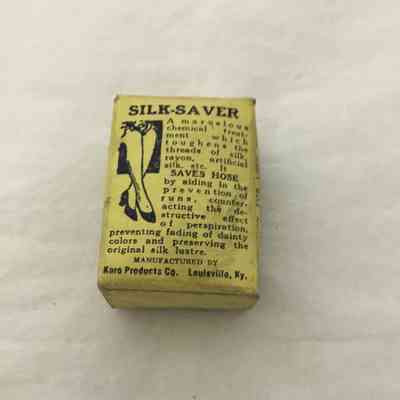 SILK-SAVER
A marvelous
chemical treat-
ment which
toughens the
threads of silk,
rayon, artificial
silk, etc. It
SAVES HOSE
by aiding in the
prevention of
runs, counter-
acting the de-
structive effect
of perspiration,
preventing fading of dainty
colors and preserving the
original silk lustre.
MANUFACTURED BY
Karo Products Co. Louisville, Ky.